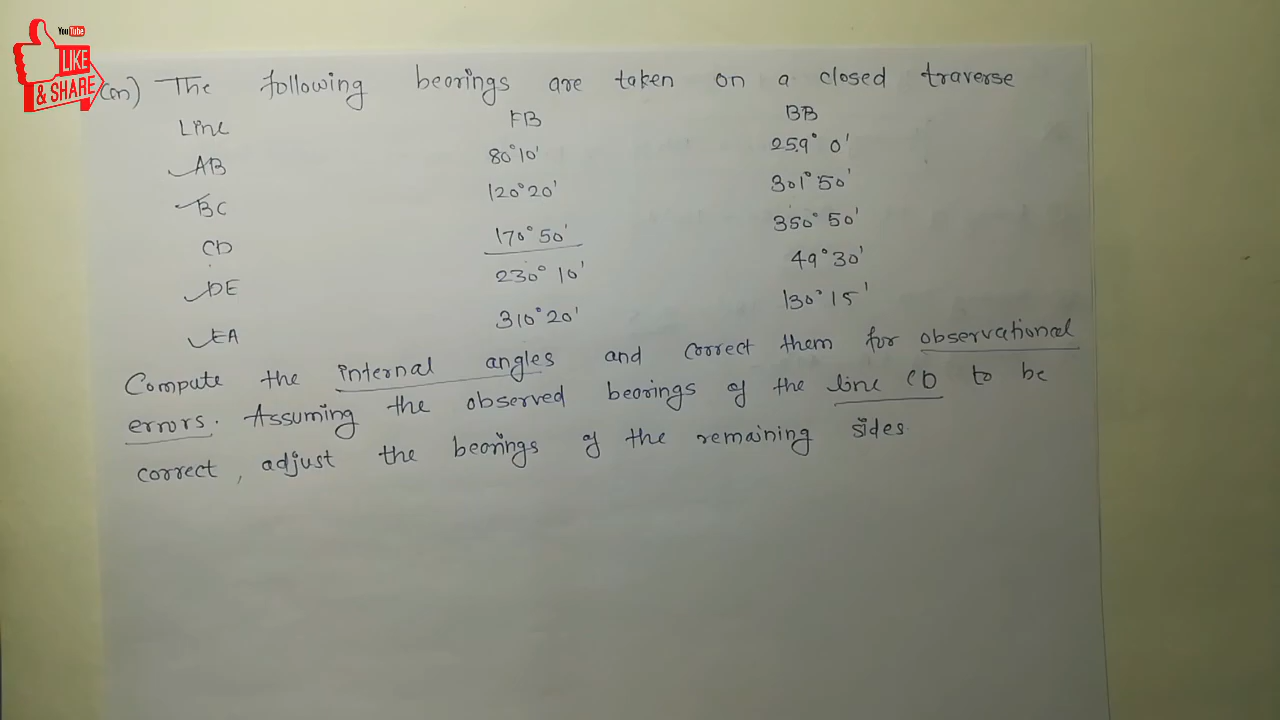 YouTube
LIKE
& SHARE
(m) The following bearings are taken on a closed traverse
Line FB BB
AB 80°10' 259° 0'
BC 120°20' 301°50'
CD 170°50' 350°50'
DE 230°10' 49°30'
EA 310°20' 130°15'
Compute the internal angles and correct them for observational
errors. Assuming the observed bearings of the line CD to be
correct, adjust the bearings of the remaining sides